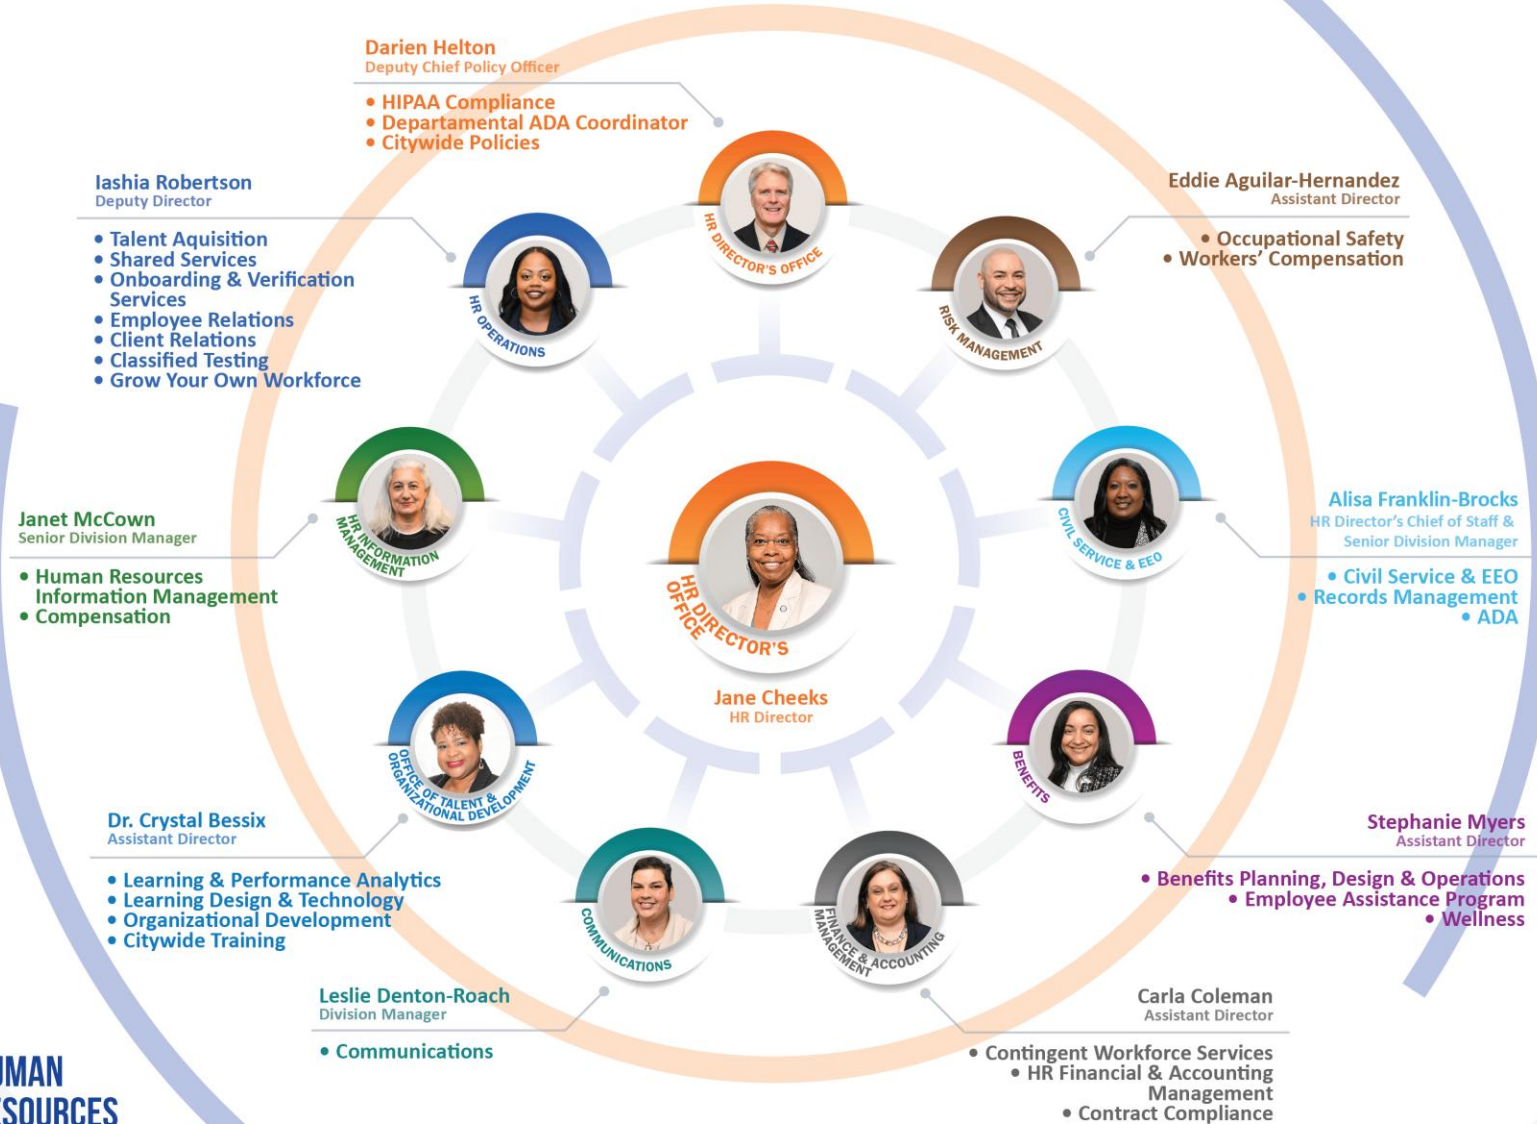 Darien Helton
Deputy Chief Policy Officer
• HIPAA Compliance
• Departmental ADA Coordinator
• Citywide Policies
HR DIRECTOR'S OFFICE
Iashia Robertson
Deputy Director
• Talent Aquisition
• Shared Services
• Onboarding & Verification
Services
• Employee Relations
• Client Relations
• Classified Testing
• Grow Your Own Workforce
HR OPERATIONS
Eddie Aguilar-Hernandez
Assistant Director
• Occupational Safety
• Workers' Compensation
RISK MANAGEMENT
Janet McCown
Senior Division Manager
• Human Resources
Information Management
• Compensation
HR INFORMATION
MANAGEMENT
HR DIRECTOR'S
OFFICE
Jane Cheeks
HR Director
CIVIL SERVICE & EEO
Alisa Franklin-Brocks
HR Director's Chief of Staff &
Senior Division Manager
• Civil Service & EEO
• Records Management
• ADA
OFFICE OF TALENT &
ORGANIZATIONAL DEVELOPMENT
Dr. Crystal Bessix
Assistant Director
• Learning & Performance Analytics
• Learning Design & Technology
• Organizational Development
• Citywide Training
BENEFITS
Stephanie Myers
Assistant Director
• Benefits Planning, Design & Operations
• Employee Assistance Program
• Wellness
COMMUNICATIONS
Leslie Denton-Roach
Division Manager
• Communications
FINANCE & ACCOUNTING
MANAGEMENT
Carla Coleman
Assistant Director
• Contingent Workforce Services
• HR Financial & Accounting
Management
• Contract Compliance
UMAN
ESOURCES